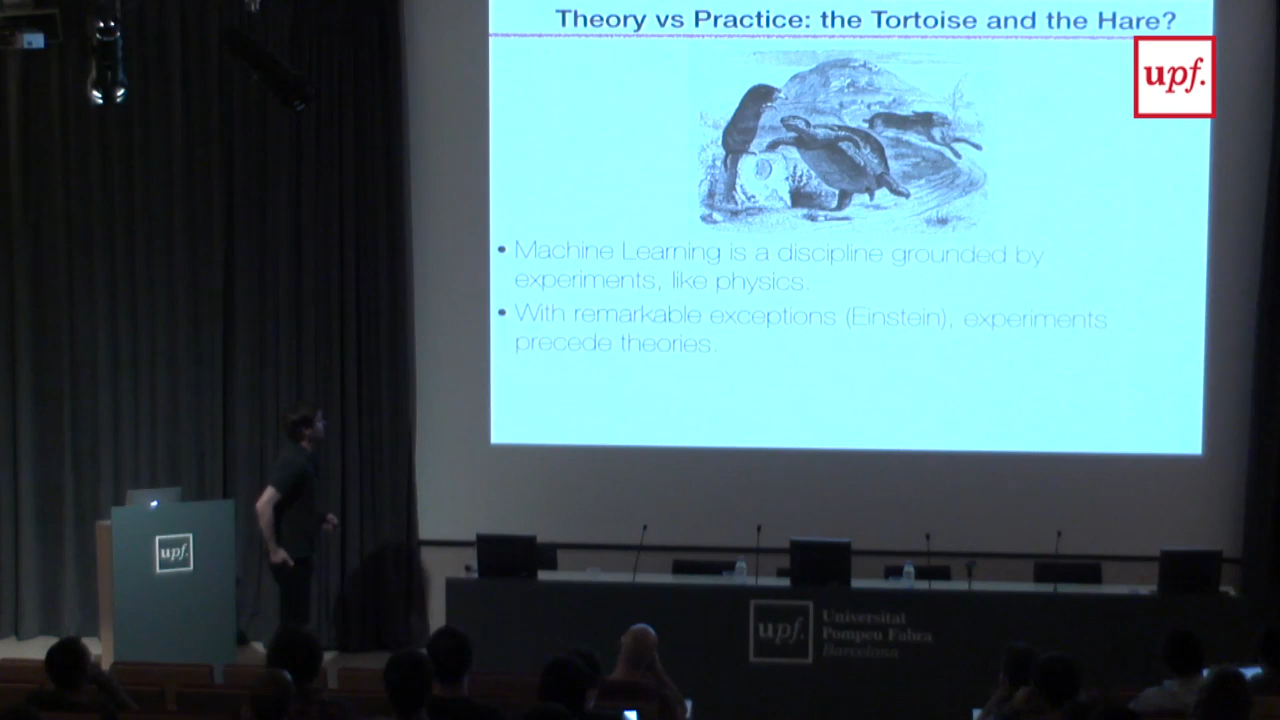 Theory vs Practice: the Tortoise and the Hare?
upf.
• Machine Learning is a discipline grounded by
experiments, like physics.
• With remarkable exceptions (Einstein), experiments
precede theories.
upf.
upf.
Universitat
Pompeu Fabra
Barcelona